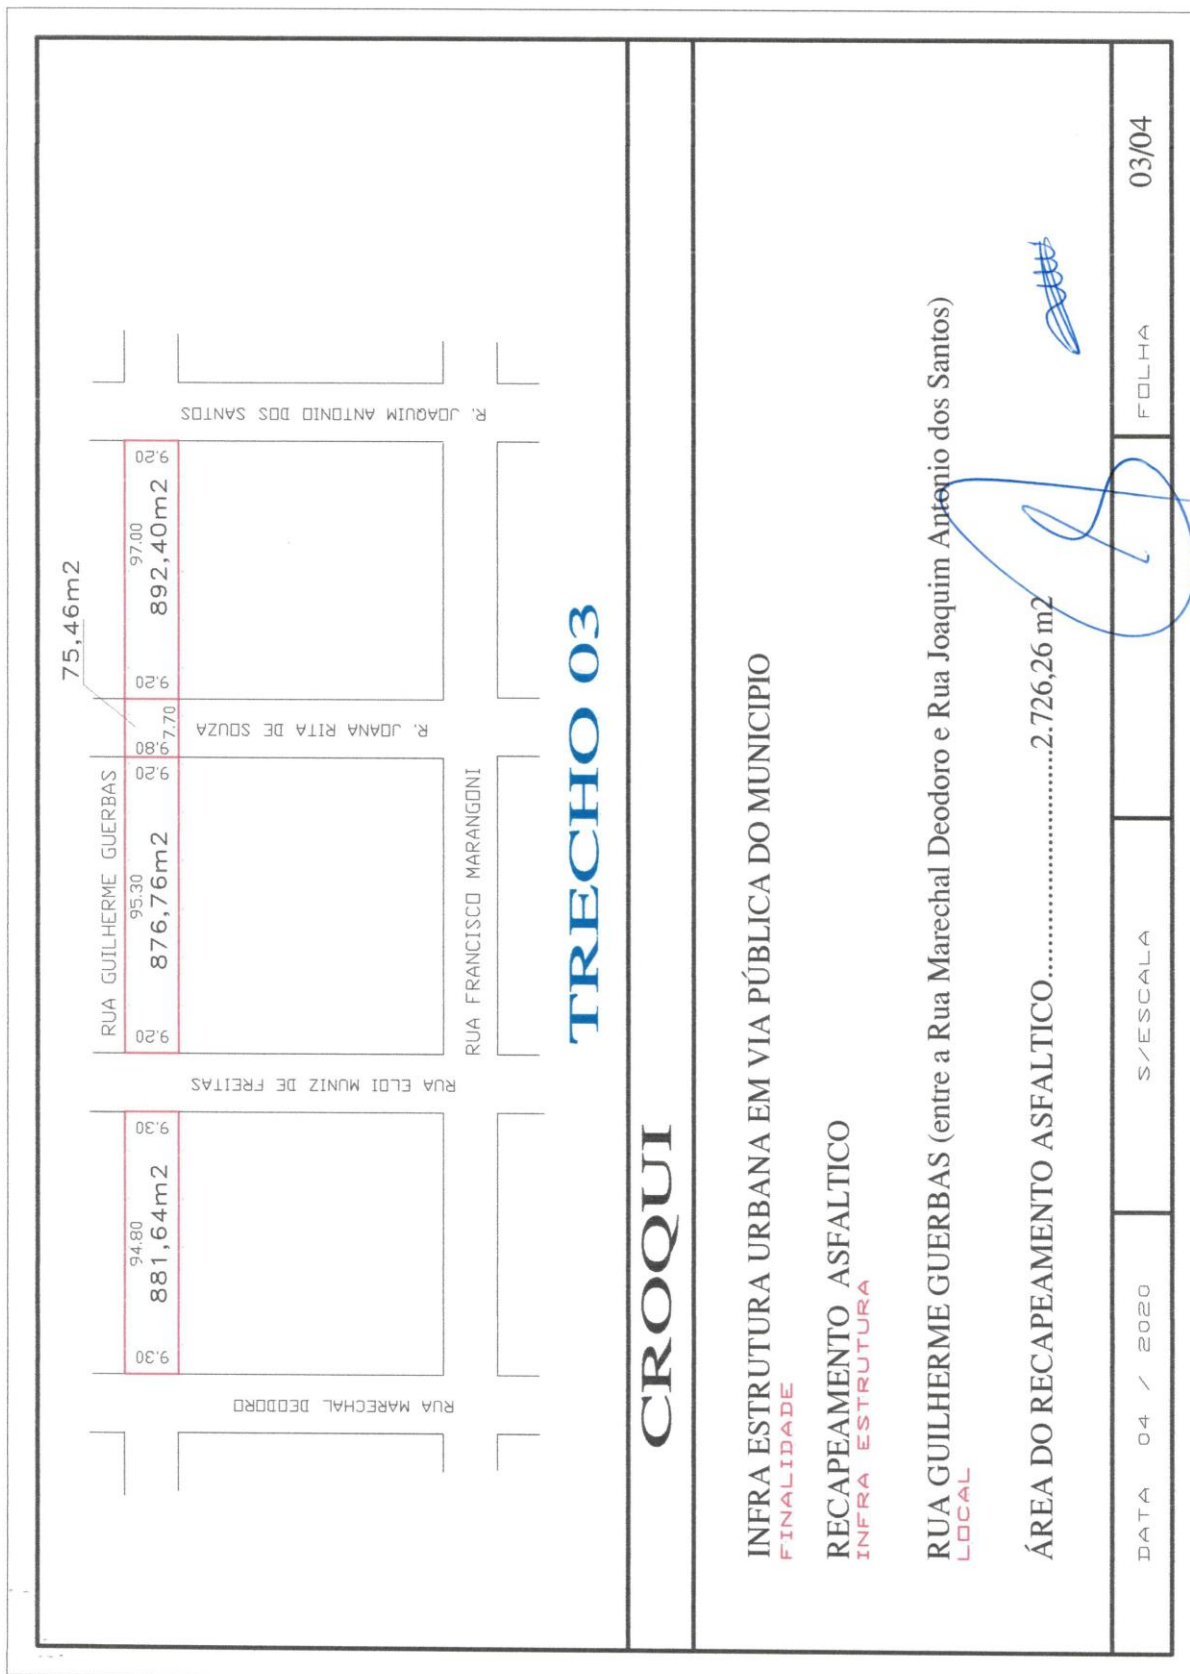 75,46m2
RUA GUILHERME GUERBAS
9.30
94.80
9.30
881,64m2
9.20
95.30
9.20
876,76m2
9.80
7.70
9.20
97.00
9.20
892,40m2
RUA MARECHAL DEODORO
RUA ELOI MUNIZ DE FREITAS
R. JOANA RITA DE SOUZA
R. JOAQUIM ANTONIO DOS SANTOS
RUA FRANCISCO MARANGONI
TRECHO 03
CROQUI
INFRA ESTRUTURA URBANA EM VIA PÚBLICA DO MUNICIPIO
FINALIDADE
RECAPEAMENTO ASFALTICO
INFRA ESTRUTURA
RUA GUILHERME GUERBAS (entre a Rua Marechal Deodoro e Rua Joaquim Antonio dos Santos)
LOCAL
ÁREA DO RECAPEAMENTO ASFALTICO........................................2.726,26 m2
DATA 04 / 2020
S/ESCALA
FOLHA 03/04